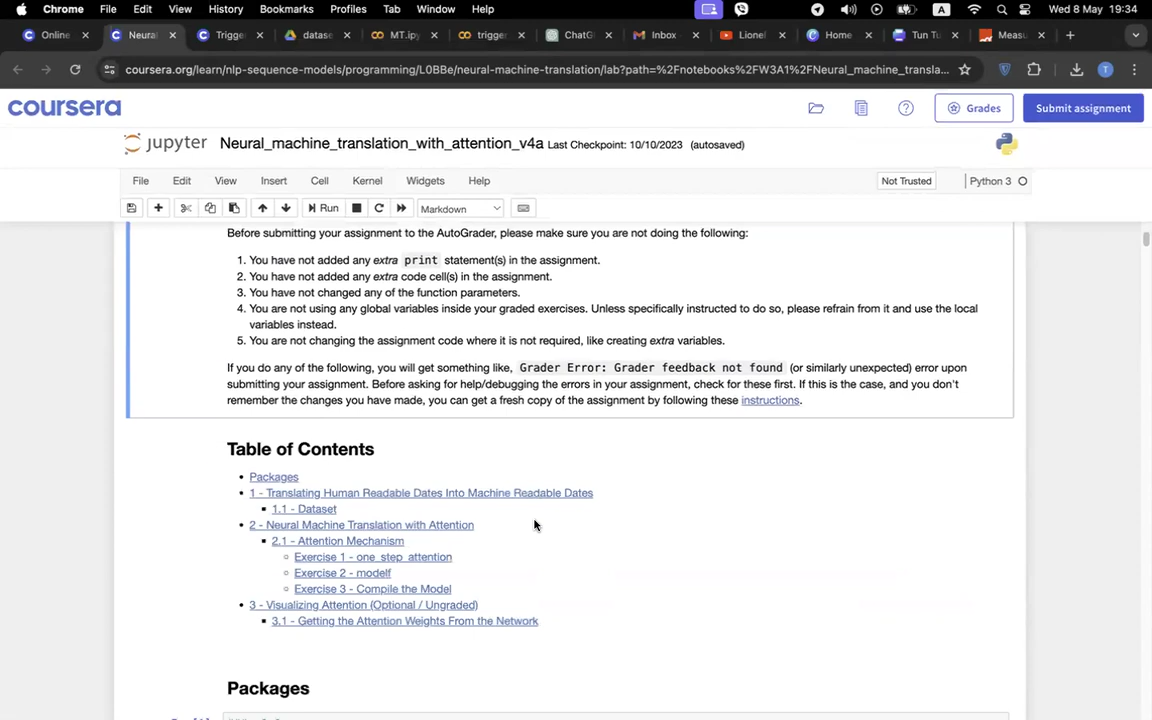 Chrome File Edit View History Bookmarks Profiles Tab Window Help A Wed 8 May 19:34
Online Neural Trigge datase MT.ipy trigger ChatG Inbox Lionel Home Tun Tu Measu
coursera.org/learn/nlp-sequence-models/programming/L0BBe/neural-machine-translation/lab?path=%2Fnotebooks%2FW3A1%2FNeural_machine_transla... T
coursera Grades Submit assignment
jupyter Neural_machine_translation_with_attention_v4a Last Checkpoint: 10/10/2023 (autosaved)
File Edit View Insert Cell Kernel Widgets Help Not Trusted Python 3
Run Markdown
Before submitting your assignment to the AutoGrader, please make sure you are not doing the following:
1. You have not added any extra print statement(s) in the assignment.
2. You have not added any extra code cell(s) in the assignment.
3. You have not changed any of the function parameters.
4. You are not using any global variables inside your graded exercises. Unless specifically instructed to do so, please refrain from it and use the local
variables instead.
5. You are not changing the assignment code where it is not required, like creating extra variables.
If you do any of the following, you will get something like, Grader Error: Grader feedback not found (or similarly unexpected) error upon
submitting your assignment. Before asking for help/debugging the errors in your assignment, check for these first. If this is the case, and you don't
remember the changes you have made, you can get a fresh copy of the assignment by following these instructions.
Table of Contents
• Packages
• 1 - Translating Human Readable Dates Into Machine Readable Dates
▪ 1.1 - Dataset
• 2 - Neural Machine Translation with Attention
▪ 2.1 - Attention Mechanism
◦ Exercise 1 - one_step_attention
◦ Exercise 2 - modelf
◦ Exercise 3 - Compile the Model
• 3 - Visualizing Attention (Optional / Ungraded)
▪ 3.1 - Getting the Attention Weights From the Network
Packages